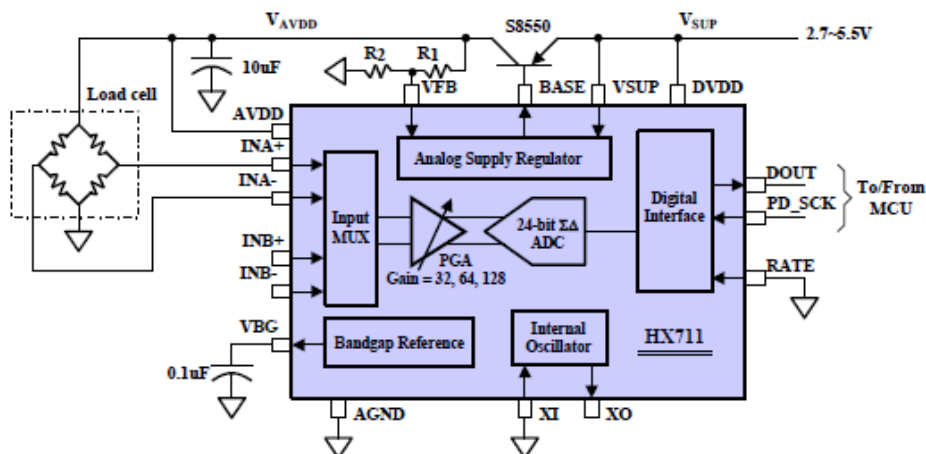 V_AVDD
S8550
V_SUP
2.7~5.5V
R2
R1
10uF
VFB
BASE
VSUP
DVDD
Load cell
AVDD
INA+
INA-
INB+
INB-
VBG
0.1uF
Analog Supply Regulator
Input
MUX
PGA
Gain = 32, 64, 128
24-bit ΣΔ
ADC
Digital
Interface
DOUT
PD_SCK
To/From
MCU
RATE
Bandgap Reference
Internal
Oscillator
HX711
AGND
XI
XO